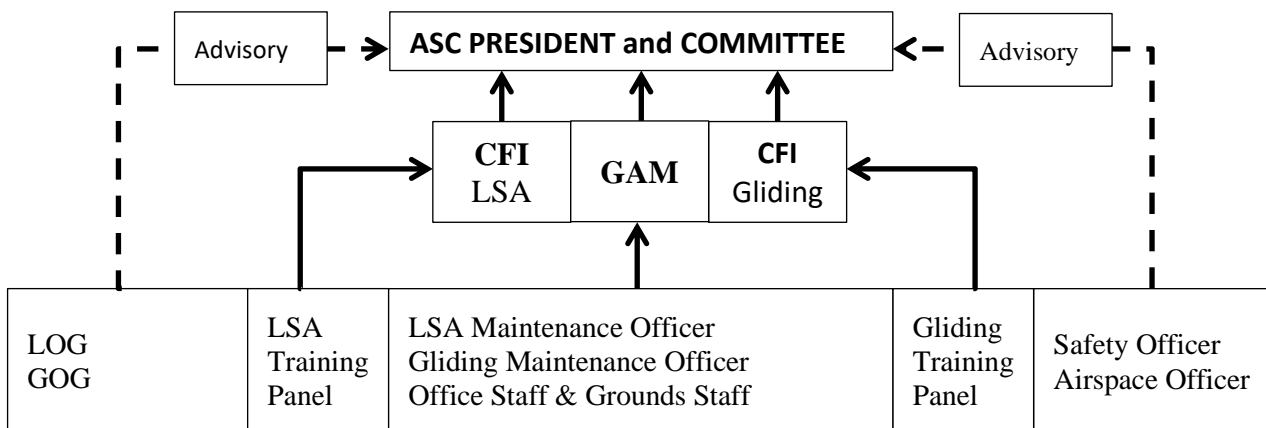 Advisory
ASC PRESIDENT and COMMITTEE
Advisory
CFI
LSA
GAM
CFI
Gliding
LOG
GOG
LSA
Training
Panel
LSA Maintenance Officer
Gliding Maintenance Officer
Office Staff & Grounds Staff
Gliding
Training
Panel
Safety Officer
Airspace Officer